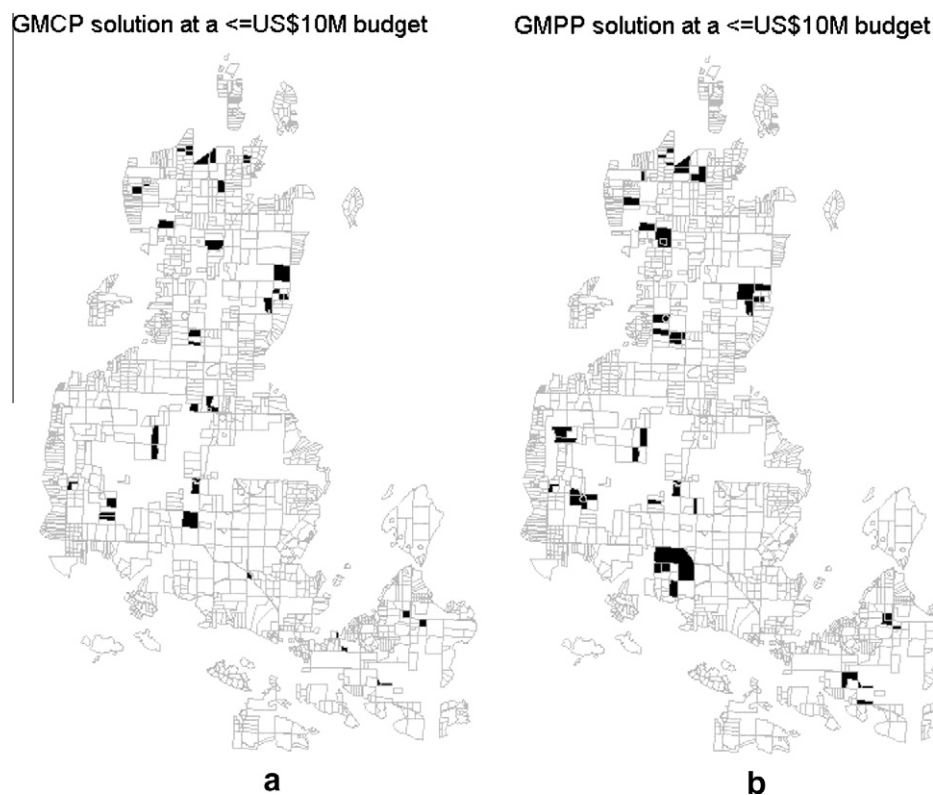 GMCP solution at a <=US$10M budget
GMPP solution at a <=US$10M budget
a
b